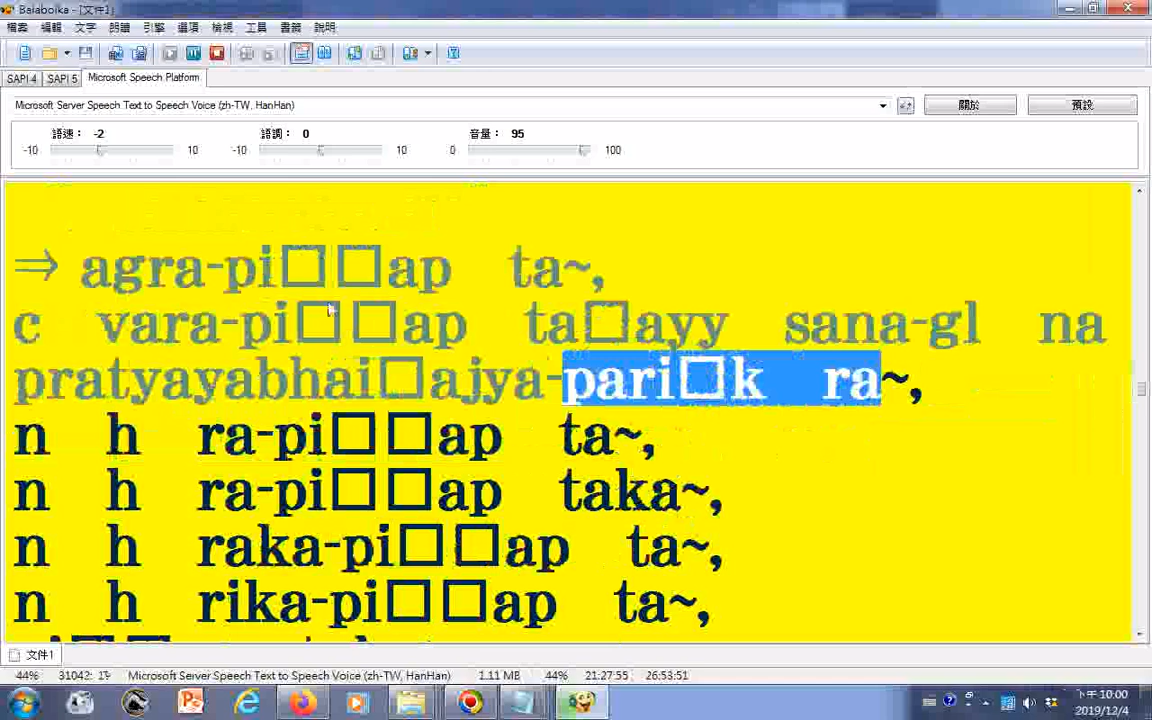 Balabolka - [文件1]
檔案 編輯 文字 朗讀 引擎 選項 檢視 工具 書籤 說明
SAPI 4 SAPI 5 Microsoft Speech Platform
Microsoft Server Speech Text to Speech Voice (zh-TW, HanHan) 關於 預設
語速： -2 語調： 0 音量： 95
-10 10 -10 10 0 100
⇒ agra-pi□□ap ta~,
c vara-pi□□ap ta□ayy sana-gl na
pratyayabhai□ajya-pari□k ra~,
n h ra-pi□□ap ta~,
n h ra-pi□□ap taka~,
n h raka-pi□□ap ta~,
n h rika-pi□□ap ta~,
文件1
44% 31042: 19 Microsoft Server Speech Text to Speech Voice (zh-TW, HanHan) 1.11 MB 44% 21:27:55 26:53:51
下午 10:00
2019/12/4